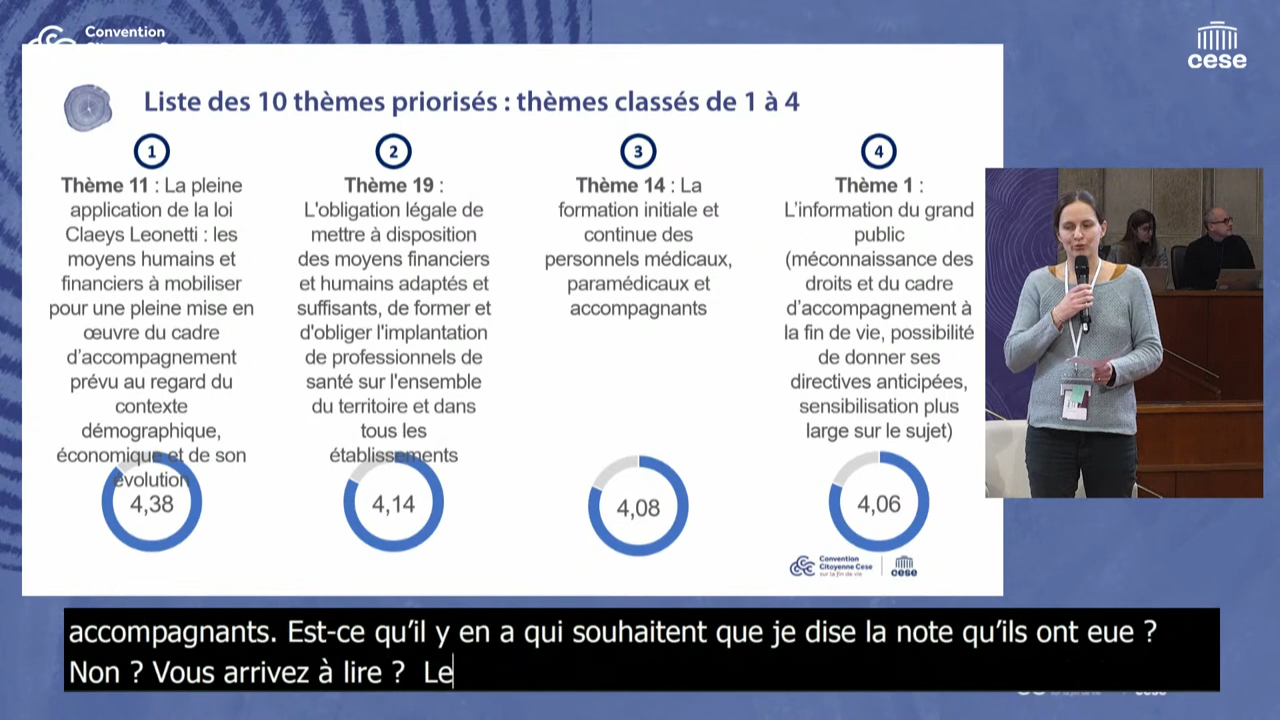 Convention
cese
Liste des 10 thèmes priorisés : thèmes classés de 1 à 4
1
Thème 11 : La pleine
application de la loi
Claeys Leonetti : les
moyens humains et
financiers à mobiliser
pour une pleine mise en
œuvre du cadre
d'accompagnement
prévu au regard du
contexte
démographique,
économique et de son
évolution
4,38
2
Thème 19 :
L'obligation légale de
mettre à disposition
des moyens financiers
et humains adaptés et
suffisants, de former et
d'obliger l'implantation
de professionnels de
santé sur l'ensemble
du territoire et dans
tous les
établissements
4,14
3
Thème 14 : La
formation initiale et
continue des
personnels médicaux,
paramédicaux et
accompagnants
4,08
4
Thème 1 :
L'information du grand
public
(méconnaissance des
droits et du cadre
d'accompagnement à
la fin de vie, possibilité
de donner ses
directives anticipées,
sensibilisation plus
large sur le sujet)
4,06
Convention
Citoyenne Cese
sur la fin de vie
cese
accompagnants. Est-ce qu'il y en a qui souhaitent que je dise la note qu'ils ont eue ?
Non ? Vous arrivez à lire ? Le